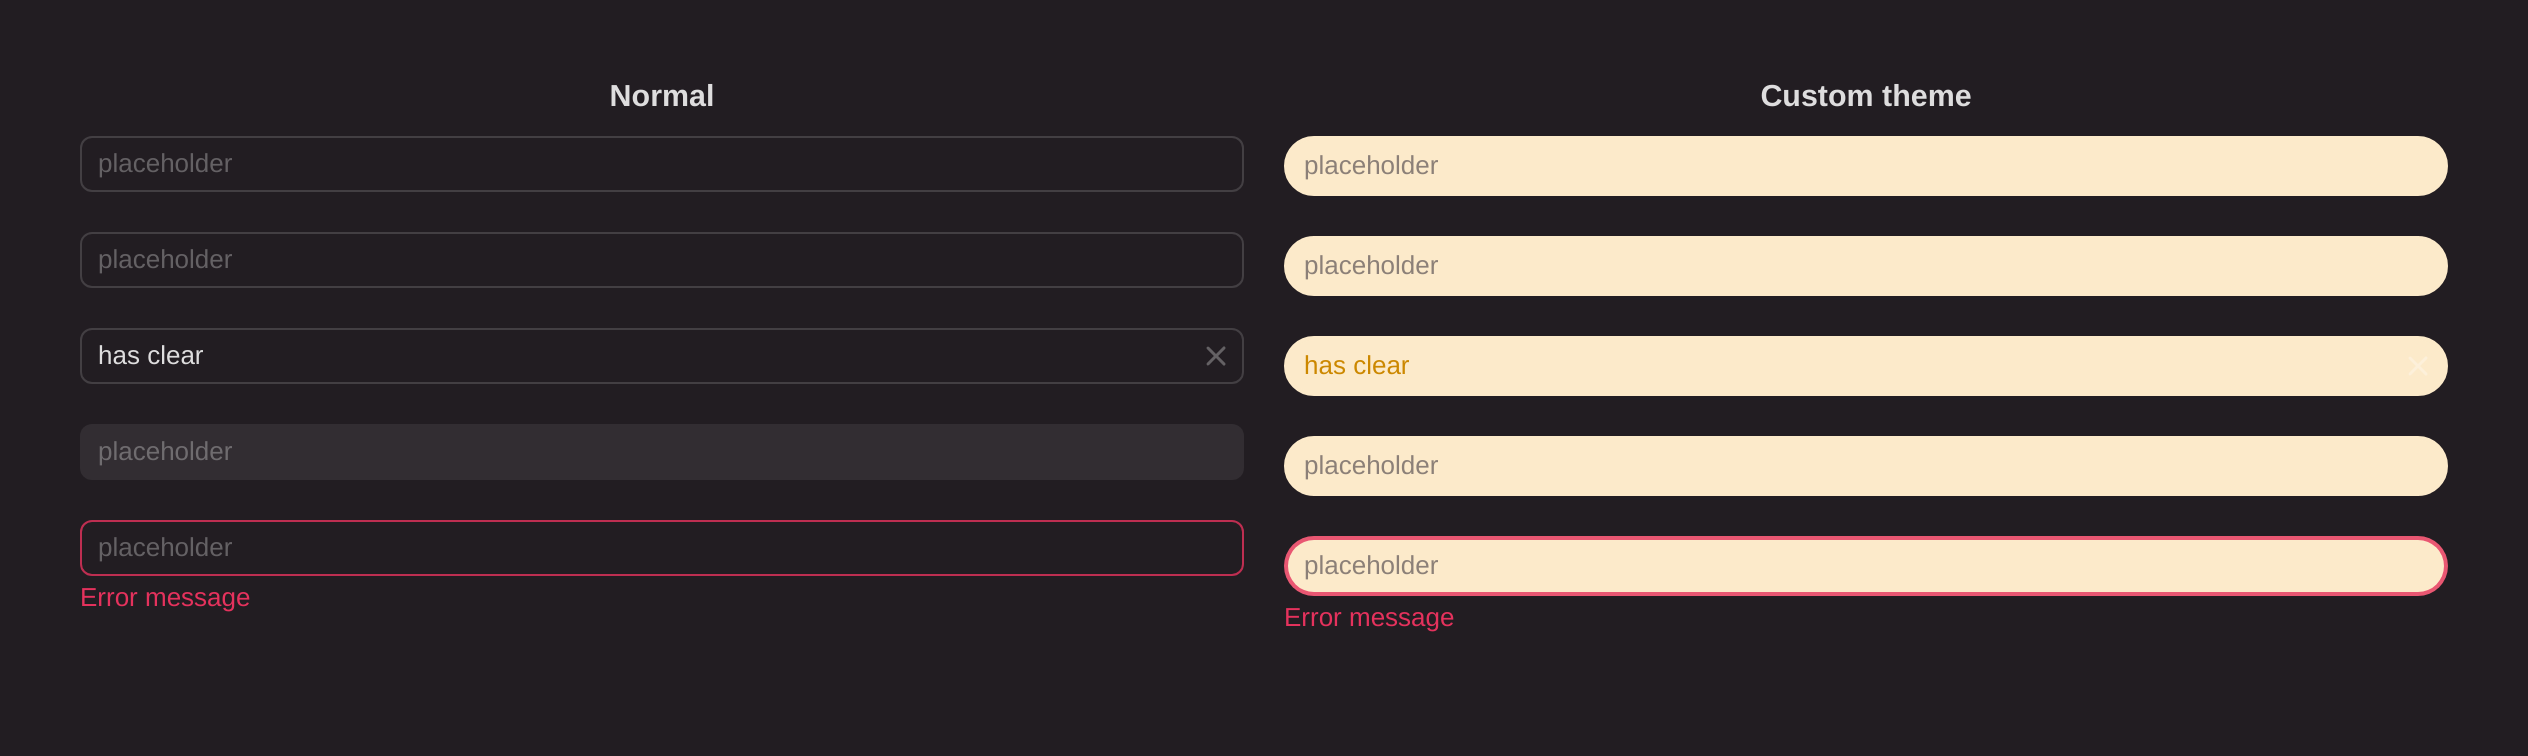 Normal
placeholder
placeholder
has clear
placeholder
placeholder
Error message
Custom theme
placeholder
placeholder
has clear
placeholder
placeholder
Error message